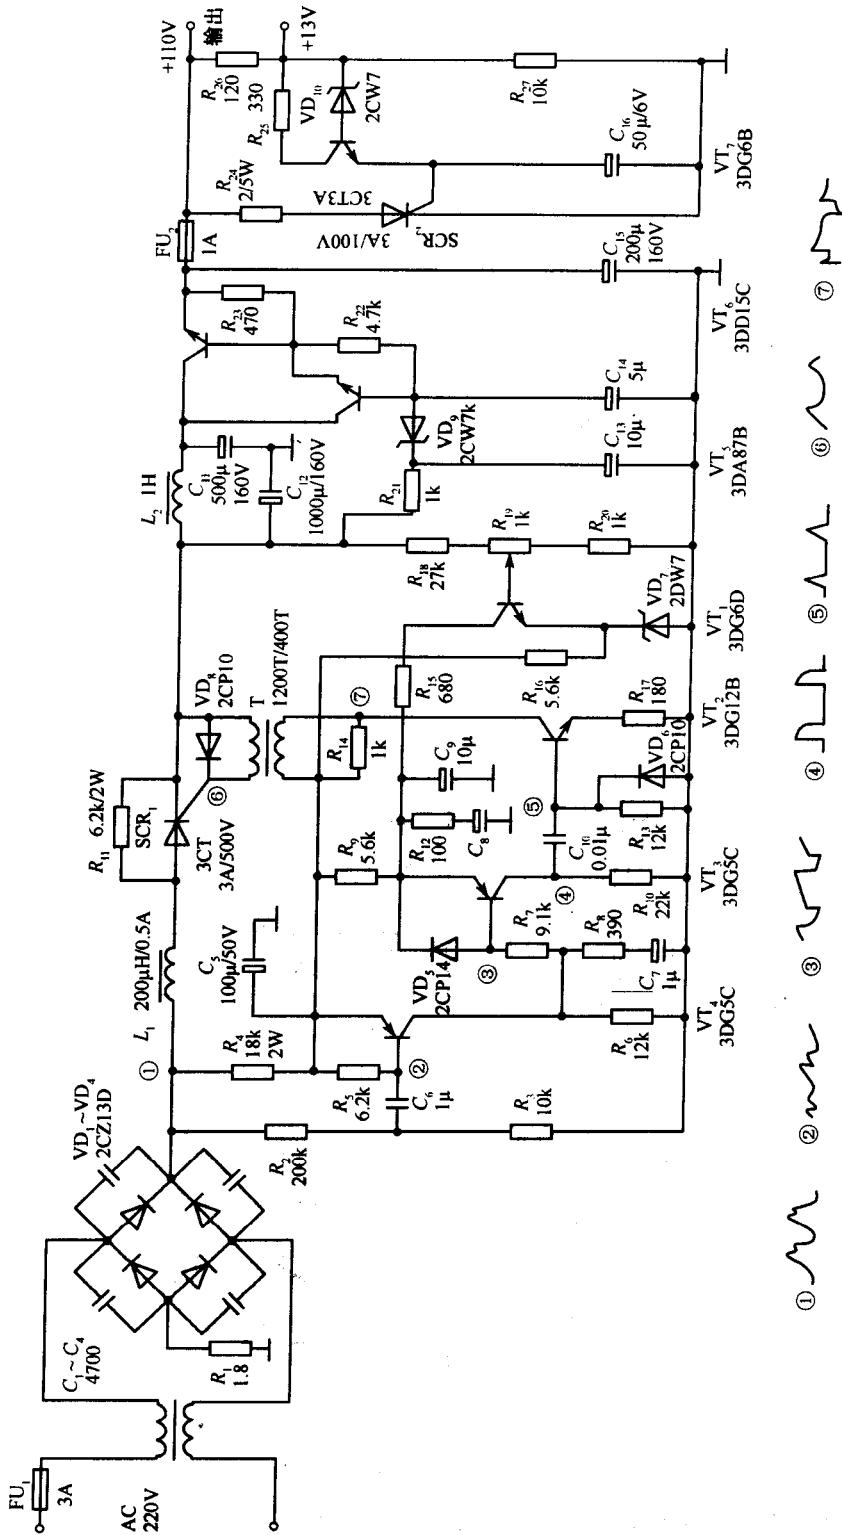 FU₁
3A
AC
220V
C₁~C₄
4700
R₁
1.8
VD₁~VD₄
2CZ13D
①
L₁ 200μH/0.5A
R₂
200k
R₃
10k
R₄
18k
2W
R₅
6.2k
②
C₆
1μ
C₅
100μ/50V
R₆
12k
VT₄
3DG5C
R₁₁ 6.2k/2W
SCR₁
3CT
3A/500V
⑥
VD₈
2CP10
T
1200T/400T
R₁₄
1k
⑦
R₉
5.6k
VD₅
2CP14
③
R₇
9.1k
R₈
390
C₇
1μ
R₁₂
100
C₈
C₉
10μ
④
R₁₀
22k
VT₃
3DG5C
C₁₀
0.01μ
⑤
R₁₃
12k
VD₆
2CP10
R₁₇
180
VT₂
3DG12B
R₁₅
680
R₁₆
5.6k
VD₇
2DW7
VT₁
3DG6D
L₂ 1H
C₁₁
500μ
160V
C₁₂
1000μ/160V
R₁₈
27k
R₁₉
1k
R₂₀
1k
R₂₁
1k
VD₉
2CW7k
C₁₃
10μ
C₁₄
5μ
VT₅
3DA87B
R₂₂
4.7k
R₂₃
470
VT₆
3DD15C
FU₂
1A
C₁₅
200μ
160V
R₂₄
2/5W
3CT3A
3A/100V
SCR₂
R₂₅
330
R₂₆
120
VD₁₀
2CW7
C₁₆
50μ/6V
R₂₇
10k
VT₇
3DG6B
+110V
输出
+13V
①
②
③
④
⑤
⑥
⑦